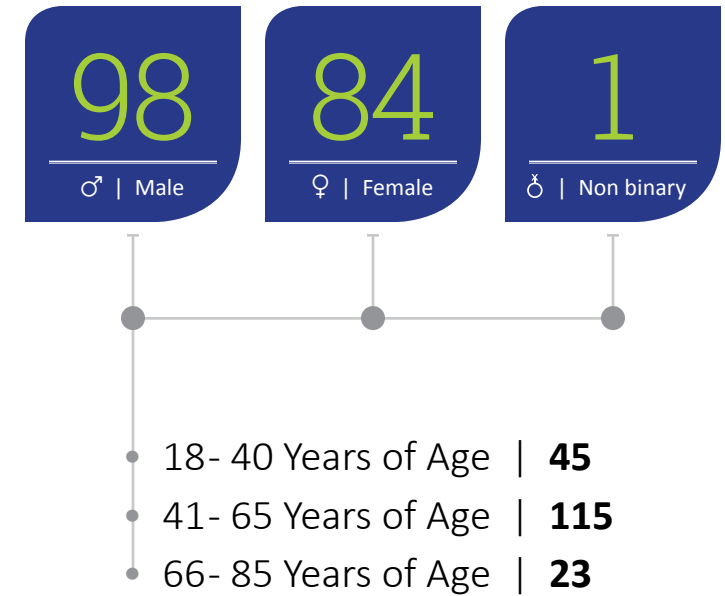 98
♂ | Male
84
♀ | Female
1
| Non binary
18- 40 Years of Age | 45
41- 65 Years of Age | 115
66- 85 Years of Age | 23